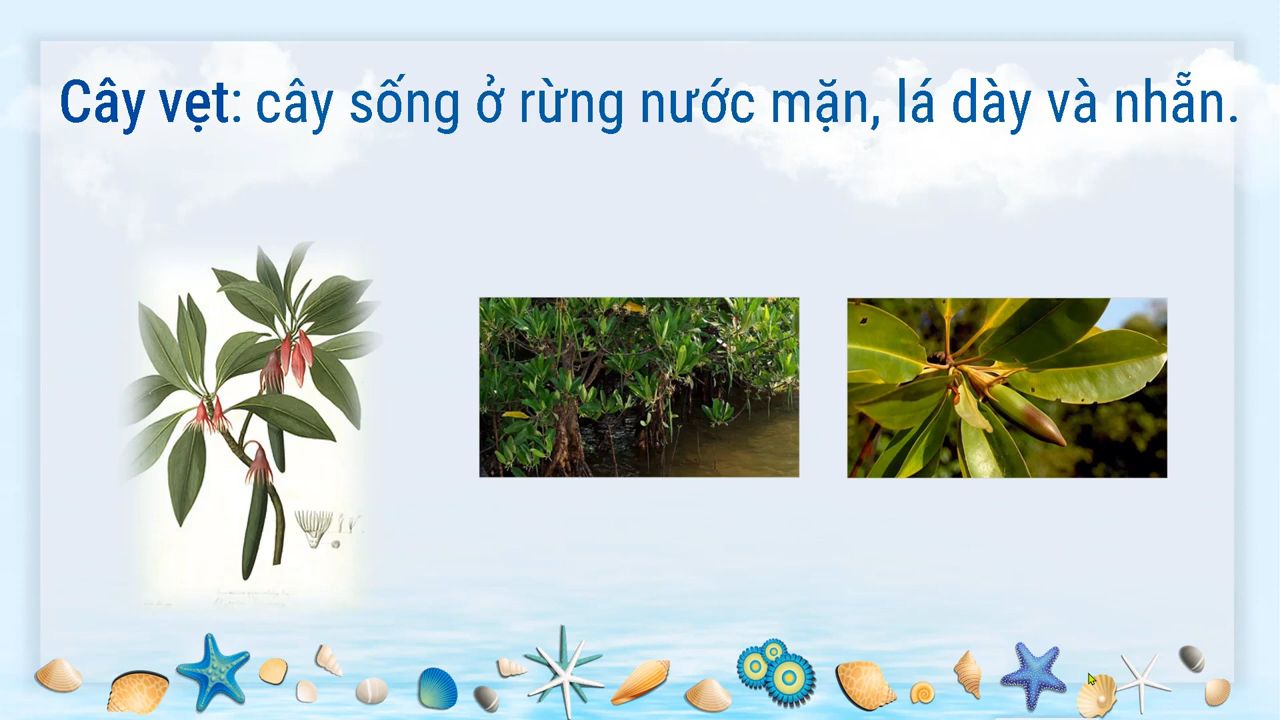 Cây vẹt: cây sống ở rừng nước mặn, lá dày và nhẵn.